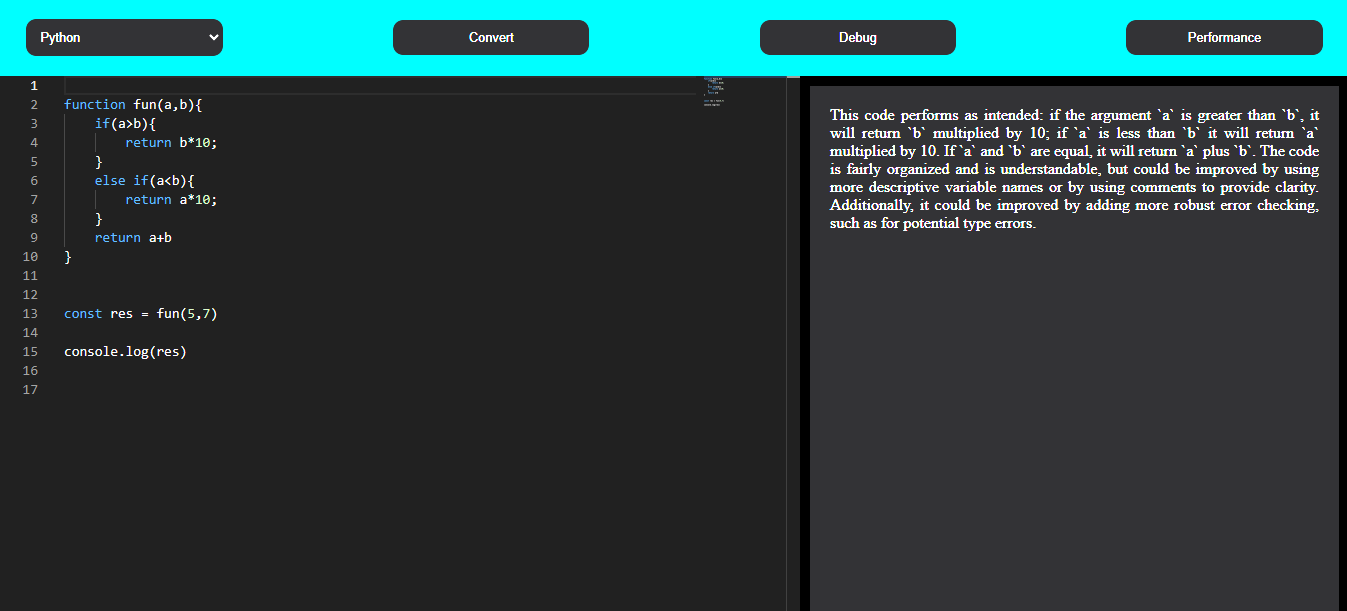 Python
Convert
Debug
Performance
1
2 function fun(a,b){
3 if(a>b){
4 return b*10;
5 }
6 else if(a<b){
7 return a*10;
8 }
9 return a+b
10 }
11
12
13 const res = fun(5,7)
14
15 console.log(res)
16
17
This code performs as intended: if the argument `a` is greater than `b`, it
will return `b` multiplied by 10; if `a` is less than `b` it will return `a`
multiplied by 10. If `a` and `b` are equal, it will return `a` plus `b`. The code
is fairly organized and is understandable, but could be improved by using
more descriptive variable names or by using comments to provide clarity.
Additionally, it could be improved by adding more robust error checking,
such as for potential type errors.